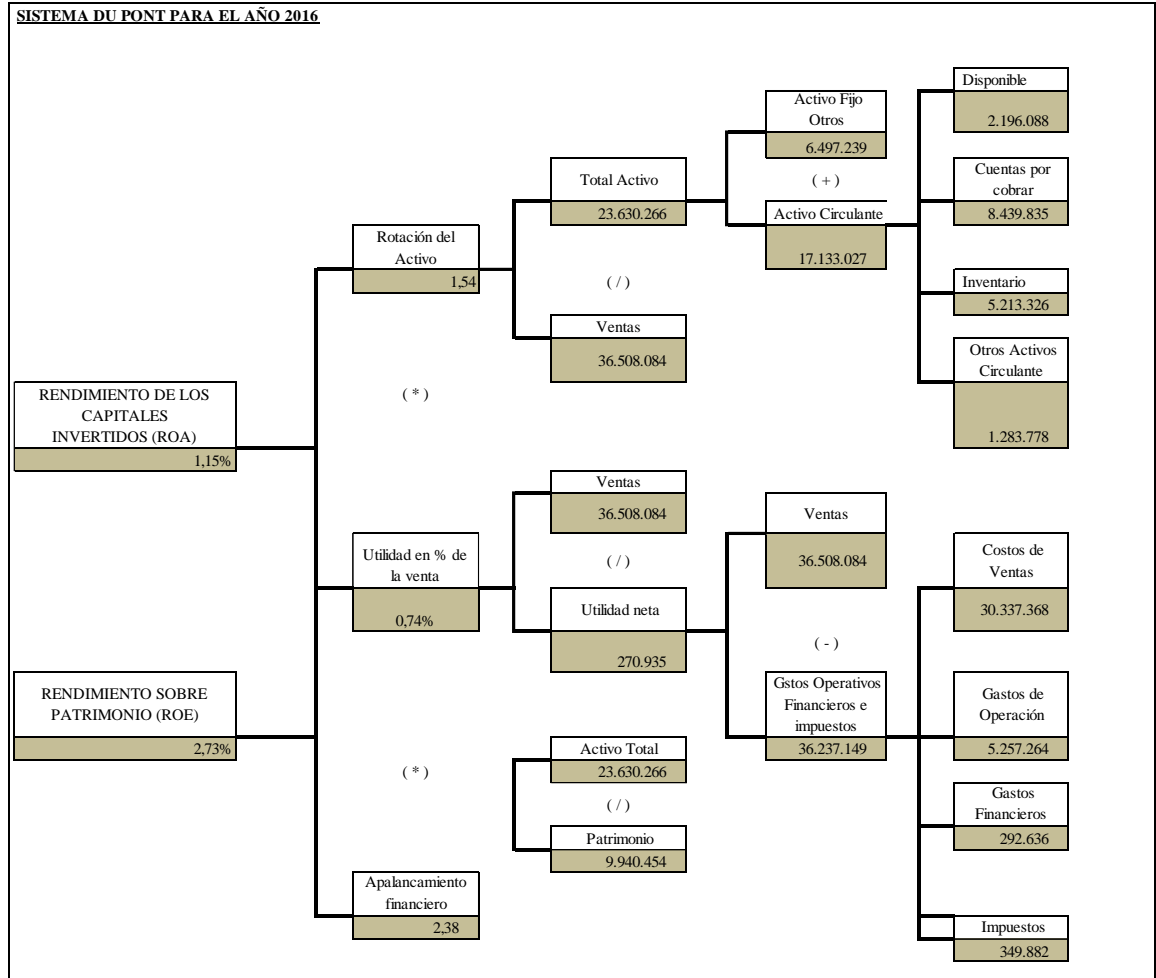 SISTEMA DU PONT PARA EL AÑO 2016
Disponible
2.196.088
Activo Fijo
Otros
6.497.239
( + )
Total Activo
23.630.266
Cuentas por
cobrar
8.439.835
Activo Circulante
17.133.027
Rotación del
Activo
1,54
( / )
Inventario
5.213.326
Ventas
36.508.084
Otros Activos
Circulante
1.283.778
RENDIMIENTO DE LOS
CAPITALES
INVERTIDOS (ROA)
1,15%
( * )
Ventas
36.508.084
Ventas
36.508.084
Utilidad en % de
la venta
0,74%
( / )
Costos de
Ventas
30.337.368
Utilidad neta
270.935
( - )
RENDIMIENTO SOBRE
PATRIMONIO (ROE)
2,73%
Gstos Operativos
Financieros e
impuestos
36.237.149
Gastos de
Operación
5.257.264
Activo Total
23.630.266
( * )
( / )
Gastos
Financieros
292.636
Patrimonio
9.940.454
Apalancamiento
financiero
2,38
Impuestos
349.882